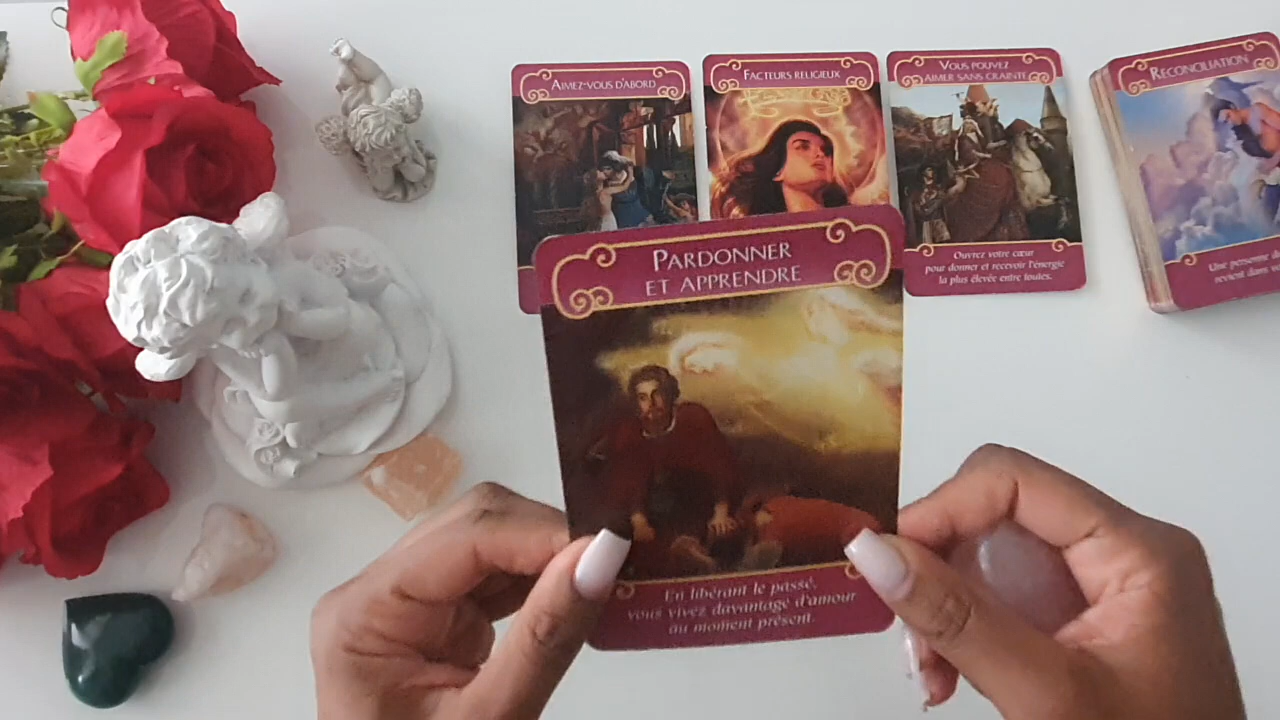 AIMEZ-VOUS D'ABORD
FACTEURS RELIGIEUX
VOUS POUVEZ
AIMER SANS CRAINTE
Ouvrez votre cœur
pour donner et recevoir l'énergie
la plus élevée entre toutes.
RECONCILIATION
Une personne d
revient dans v
PARDONNER
ET APPRENDRE
En libérant le passé,
vous vivez davantage d'amour
au moment présent.